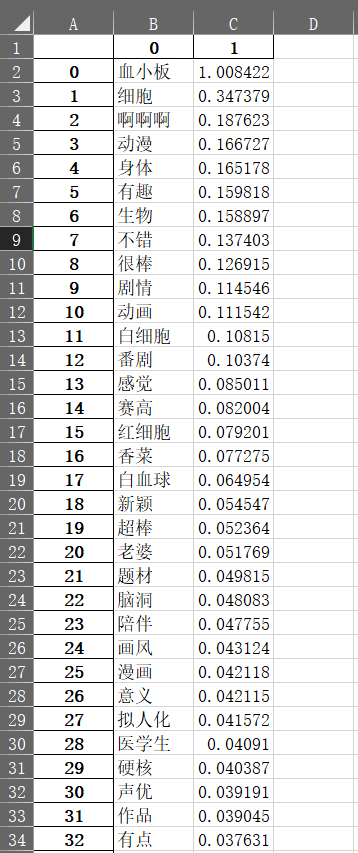 A B C D
1 0 1
2 0 血小板 1.008422
3 1 细胞 0.347379
4 2 啊啊啊 0.187623
5 3 动漫 0.166727
6 4 身体 0.165178
7 5 有趣 0.159818
8 6 生物 0.158897
9 7 不错 0.137403
10 8 很棒 0.126915
11 9 剧情 0.114546
12 10 动画 0.111542
13 11 白细胞 0.10815
14 12 番剧 0.10374
15 13 感觉 0.085011
16 14 赛高 0.082004
17 15 红细胞 0.079201
18 16 香菜 0.077275
19 17 白血球 0.064954
20 18 新颖 0.054547
21 19 超棒 0.052364
22 20 老婆 0.051769
23 21 题材 0.049815
24 22 脑洞 0.048083
25 23 陪伴 0.047755
26 24 画风 0.043124
27 25 漫画 0.042118
28 26 意义 0.042115
29 27 拟人化 0.041572
30 28 医学生 0.04091
31 29 硬核 0.040387
32 30 声优 0.039191
33 31 作品 0.039045
34 32 有点 0.037631